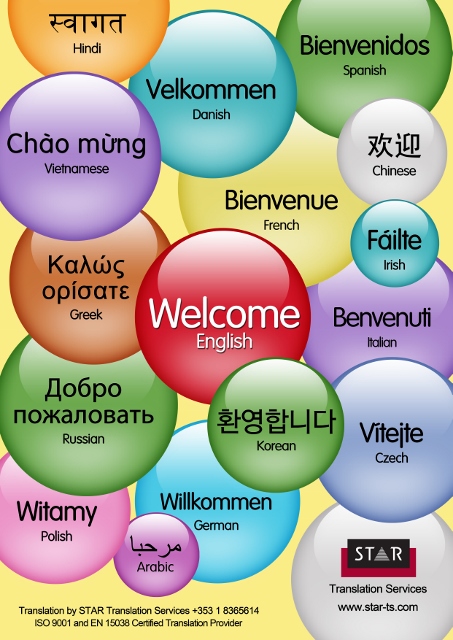 स्वागत
Hindi
Velkommen
Danish
Bienvenidos
Spanish
Chào mừng
Vietnamese
欢迎
Chinese
Bienvenue
French
Fáilte
Irish
Καλώς
ορίσατε
Greek
Welcome
English
Benvenuti
Italian
Добро
пожаловать
Russian
환영합니다
Korean
Vítejte
Czech
Witamy
Polish
Willkommen
German
مرحبا
Arabic
STAR
Translation Services
www.star-ts.com
Translation by STAR Translation Services +353 1 8365614
ISO 9001 and EN 15038 Certified Translation Provider